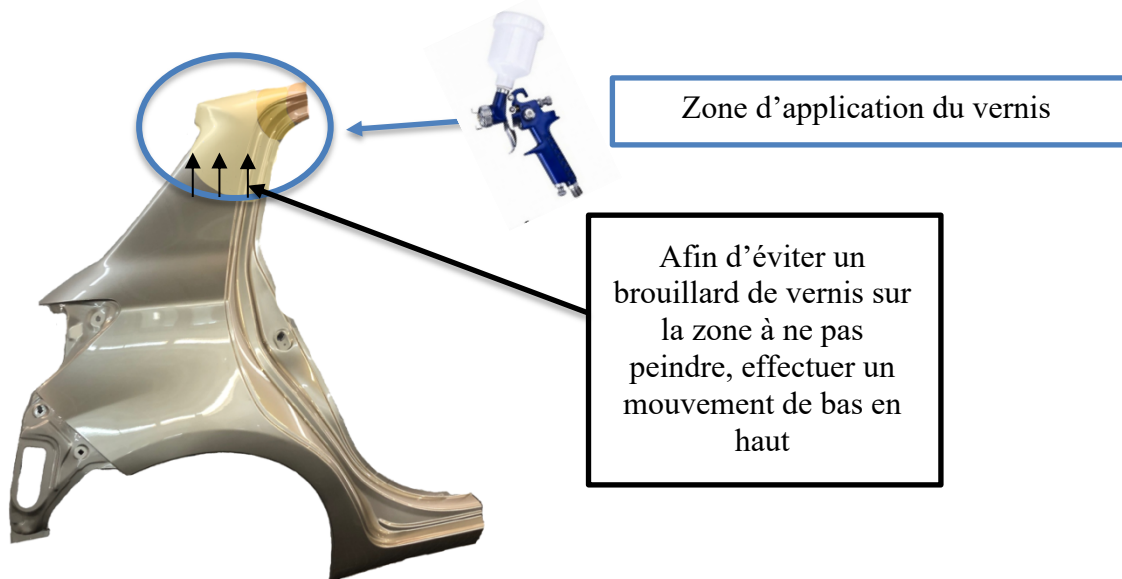 Zone d’application du vernis
Afin d’éviter un
brouillard de vernis sur
la zone à ne pas
peindre, effectuer un
mouvement de bas en
haut